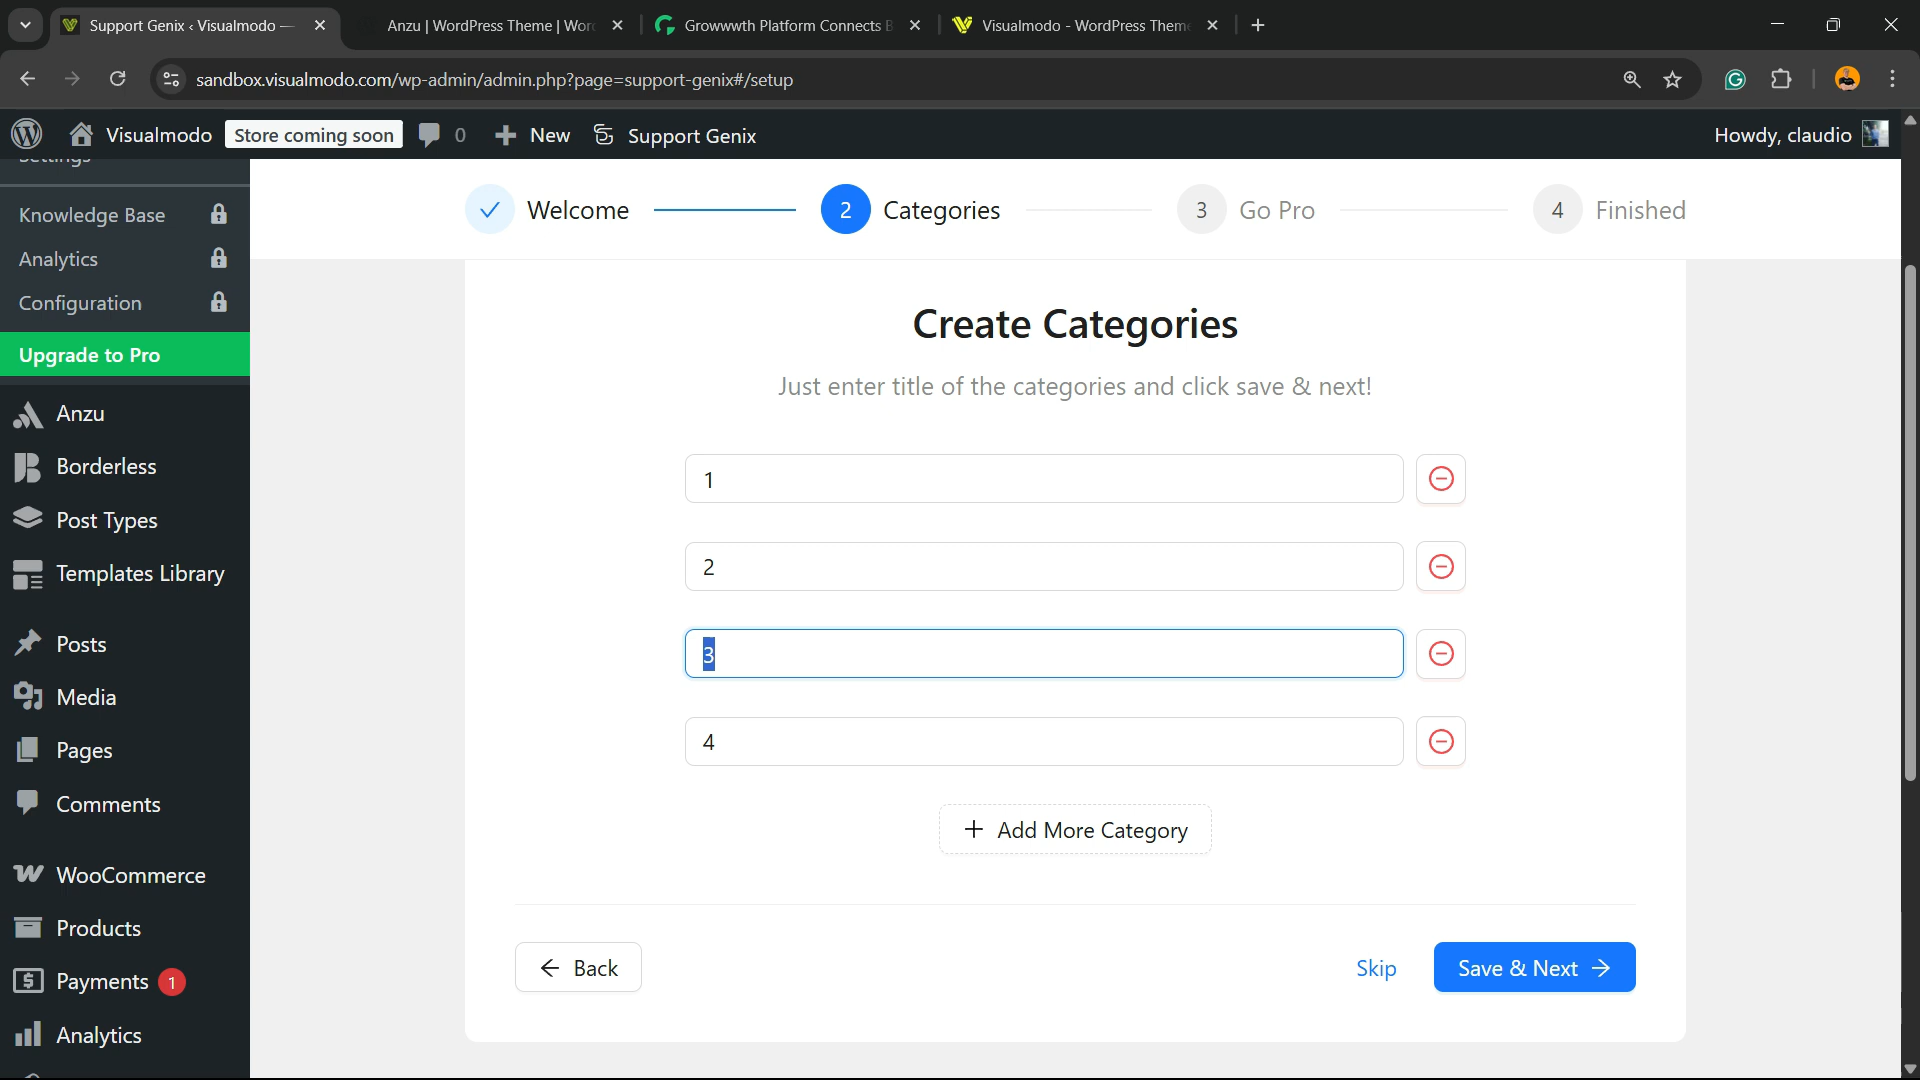 Support Genix ‹ Visualmodo —
Anzu | WordPress Theme | Wor
Growwwth Platform Connects B
Visualmodo - WordPress Theme
sandbox.visualmodo.com/wp-admin/admin.php?page=support-genix#/setup
Visualmodo
Store coming soon
0
New
Support Genix
Howdy, claudio
Settings
Knowledge Base
Analytics
Configuration
Upgrade to Pro
Anzu
Borderless
Post Types
Templates Library
Posts
Media
Pages
Comments
WooCommerce
Products
Payments 1
Analytics
Welcome
2 Categories
3 Go Pro
4 Finished
Create Categories
Just enter title of the categories and click save & next!
1
2
3
4
Add More Category
Back
Skip
Save & Next